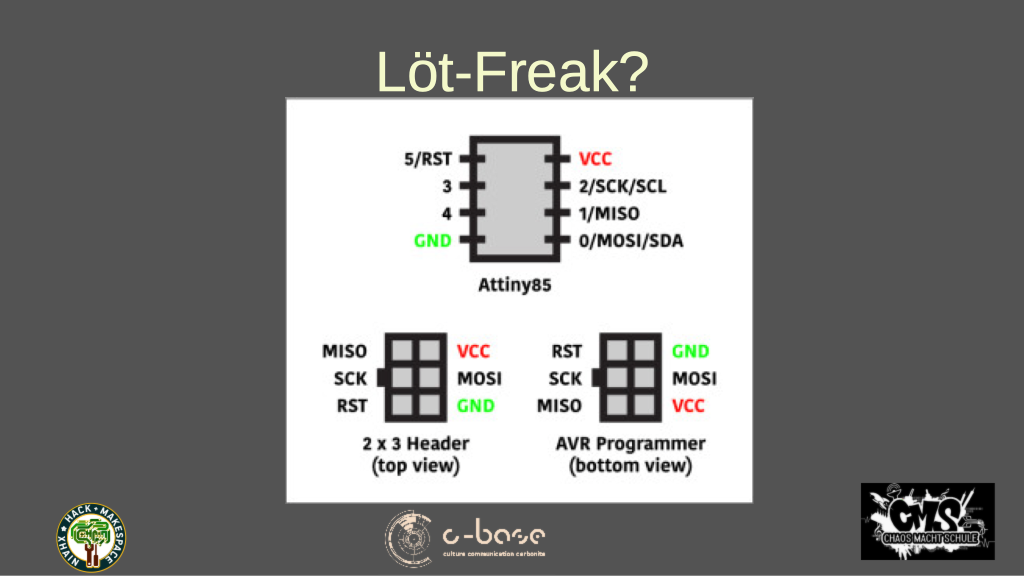 Löt-Freak?
5/RST VCC
3 2/SCK/SCL
4 1/MISO
GND 0/MOSI/SDA
Attiny85
MISO VCC RST GND
SCK MOSI SCK MOSI
RST GND MISO VCC
2 x 3 Header AVR Programmer
(top view) (bottom view)
XHAIN HACK+MAKESPACE
c-base
culture communication carbonite
CMS
CHAOS MACHT SCHULE